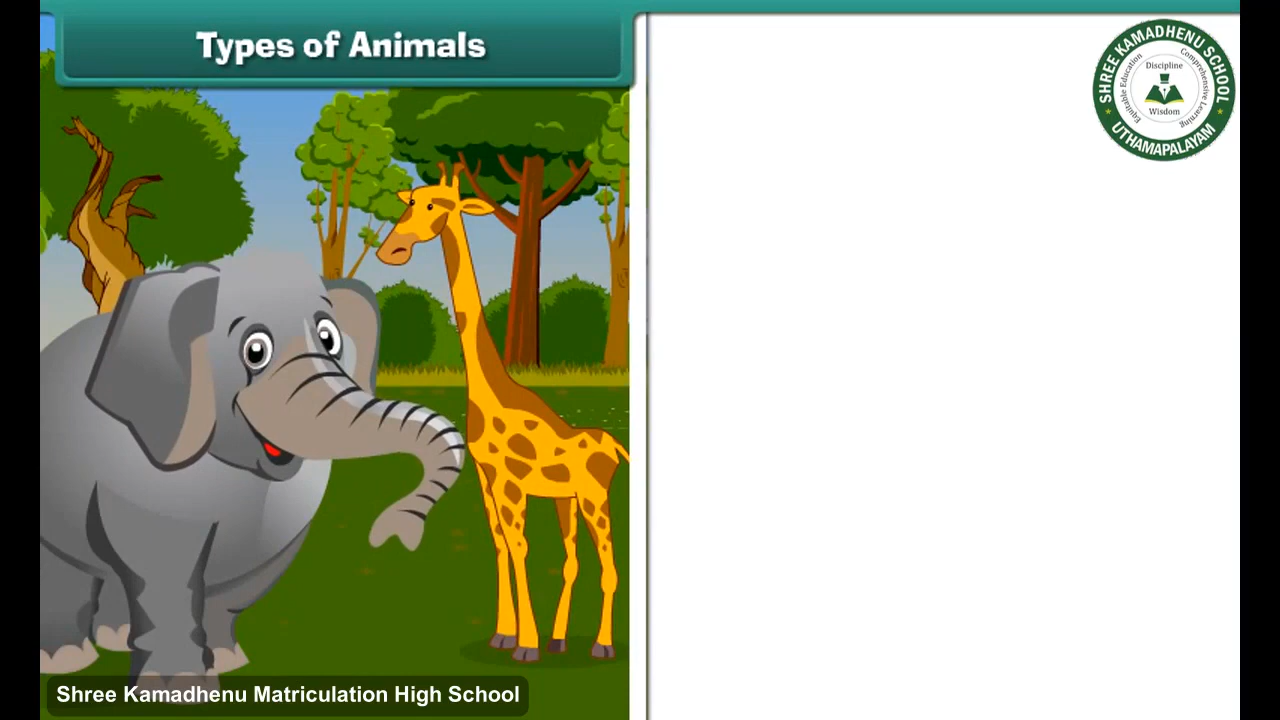 Types of Animals
SHREE KAMADHENU SCHOOL
Equitable Education
Discipline
Comprehensive Learning
Wisdom
UTHAMAPALAYAM
Shree Kamadhenu Matriculation High School